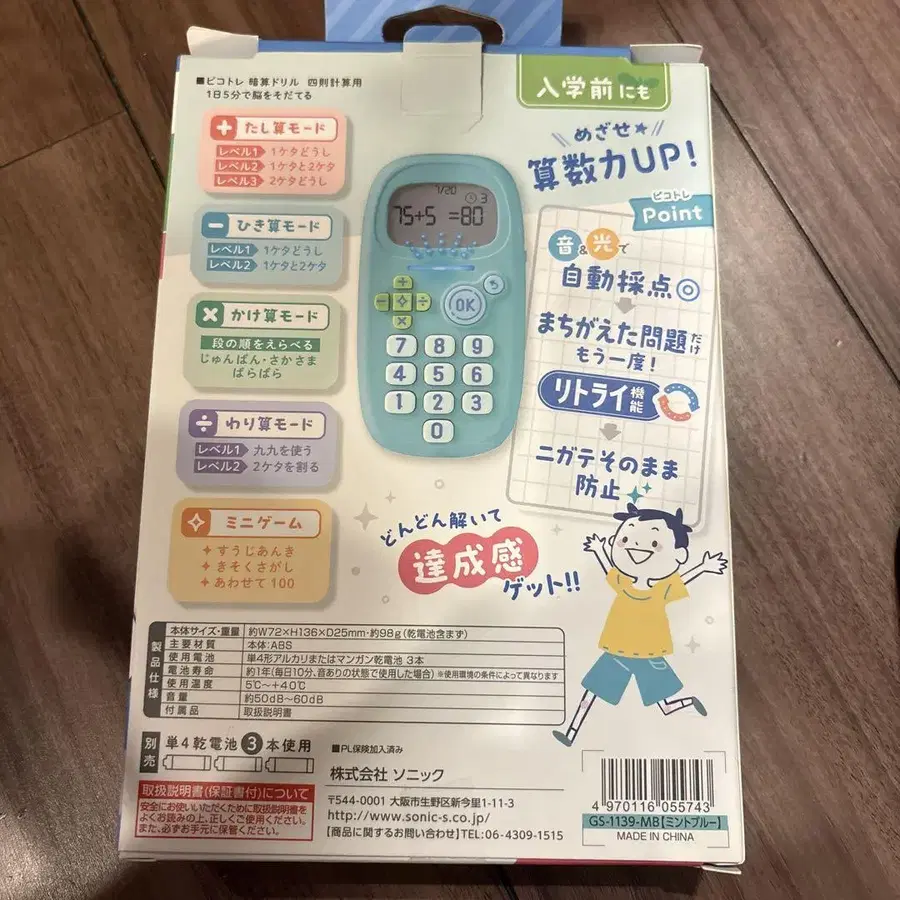 ■ピコトレ 暗算ドリル 四則計算用
1日5分で脳をそだてる
入学前にも
めざせ★
算数力UP!
+ たし算モード
レベル1 1ケタどうし
レベル2 1ケタと2ケタ
レベル3 2ケタどうし
− ひき算モード
レベル1 1ケタどうし
レベル2 1ケタと2ケタ
× かけ算モード
段の順をえらべる
じゅんばん・さかさま
ばらばら
÷ わり算モード
レベル1 九九を使う
レベル2 2ケタを割る
ミニゲーム
すうじあんき
きそくさがし
あわせて100
7/20
3
75+5 =80
+
− ÷
×
OK
7 8 9
4 5 6
1 2 3
0
ピコトレ
Point
音&光で
自動採点◎
まちがえた問題だけ
もう一度!
リトライ機能
ニガテそのまま
防止
どんどん解いて
達成感
ゲット!!
製品仕様
本体サイズ・重量 約W72×H136×D25mm・約98g(乾電池含まず)
主要材質 本体:ABS
使用電池 単4形アルカリまたはマンガン乾電池 3本
電池寿命 約1年(毎日10分、音ありの状態で使用した場合) ※使用環境の条件によって異なります
使用温度 5℃〜+40℃
音量 約50dB〜60dB
付属品 取扱説明書
別売 単4乾電池3本使用
取扱説明書(保証書付)について
安全にお使いいただくために取扱説明書を
よくお読みの上、正しくご使用ください。
また、必ずお手元に保管ください。
■PL保険加入済み
株式会社 ソニック
〒544-0001 大阪市生野区新今里1-11-3
http://www.sonic-s.co.jp/
【商品に関するお問い合わせ】TEL:06-4309-1515
4 970116 055743
GS-1139-MB【ミントブルー】
MADE IN CHINA